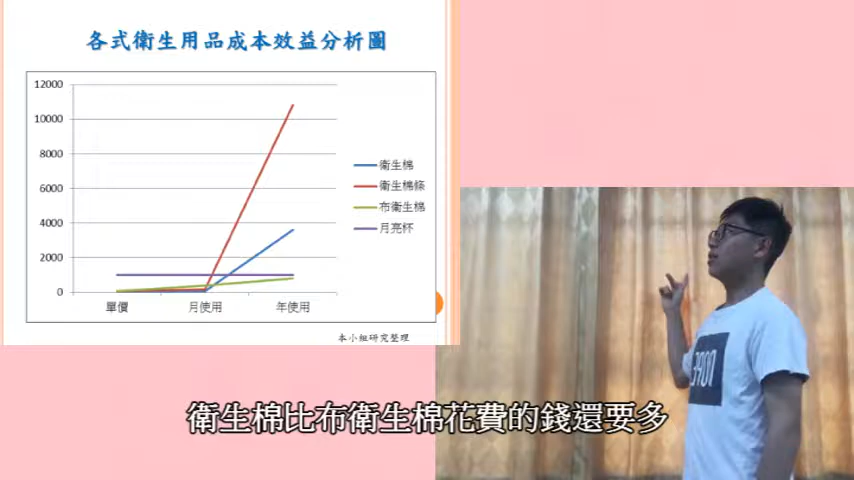 各式衛生用品成本效益分析圖
12000
10000
8000
6000
4000
2000
0
單價
月使用
年使用
衛生棉
衛生棉條
布衛生棉
月亮杯
本小組研究整理
衛生棉比布衛生棉花費的錢還要多